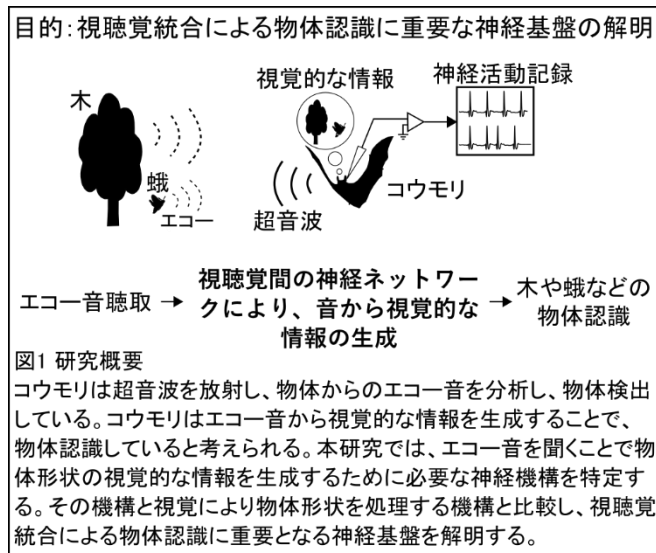 目的:視聴覚統合による物体認識に重要な神経基盤の解明
視覚的な情報
神経活動記録
木
蛾
エコー
超音波
コウモリ
エコー音聴取 →
視聴覚間の神経ネットワー
クにより、音から視覚的な
情報の生成
→ 木や蛾などの
物体認識
図1 研究概要
コウモリは超音波を放射し、物体からのエコー音を分析し、物体検出
している。コウモリはエコー音から視覚的な情報を生成することで、
物体認識していると考えられる。本研究では、エコー音を聞くことで物
体形状の視覚的な情報を生成するために必要な神経機構を特定す
る。その機構と視覚により物体形状を処理する機構と比較し、視聴覚
統合による物体認識に重要となる神経基盤を解明する。